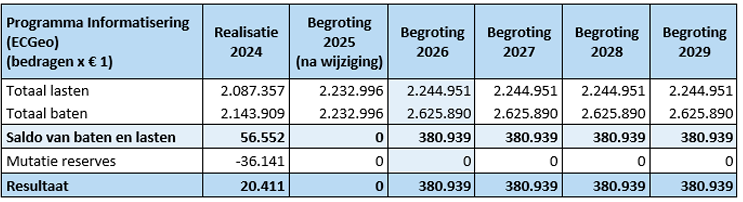 Programma Informatisering (ECGeo) (bedragen x € 1) Realisatie 2024 Begroting 2025 (na wijziging) Begroting 2026 Begroting 2027 Begroting 2028 Begroting 2029
Totaal lasten 2.087.357 2.232.996 2.244.951 2.244.951 2.244.951 2.244.951
Totaal baten 2.143.909 2.232.996 2.625.890 2.625.890 2.625.890 2.625.890
Saldo van baten en lasten 56.552 0 380.939 380.939 380.939 380.939
Mutatie reserves -36.141 0 0 0 0 0
Resultaat 20.411 0 380.939 380.939 380.939 380.939